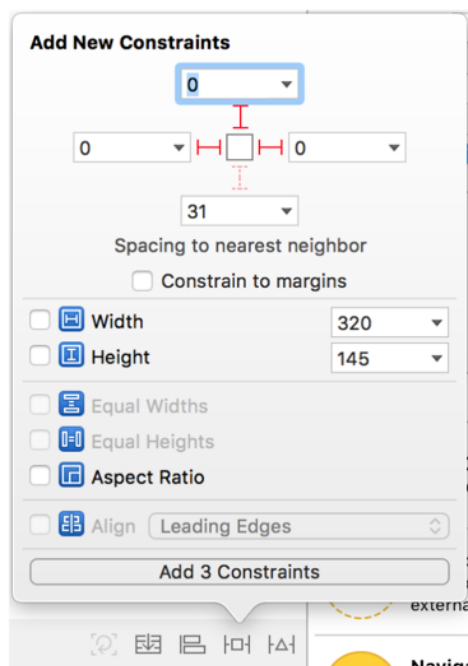 Add New Constraints
0
0 0
31
Spacing to nearest neighbor
Constrain to margins
Width 320
Height 145
Equal Widths
Equal Heights
Aspect Ratio
Align Leading Edges
Add 3 Constraints
externa